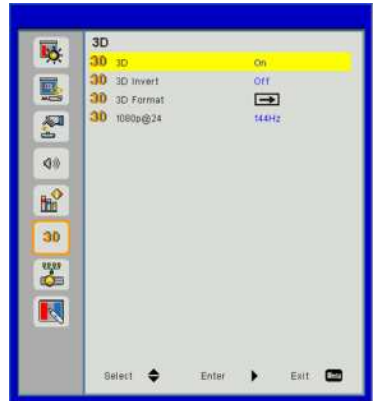 3D
3D 3D On
3D 3D Invert Off
3D 3D Format
3D 1080p@24 144Hz
3D
Select Enter Exit Menu